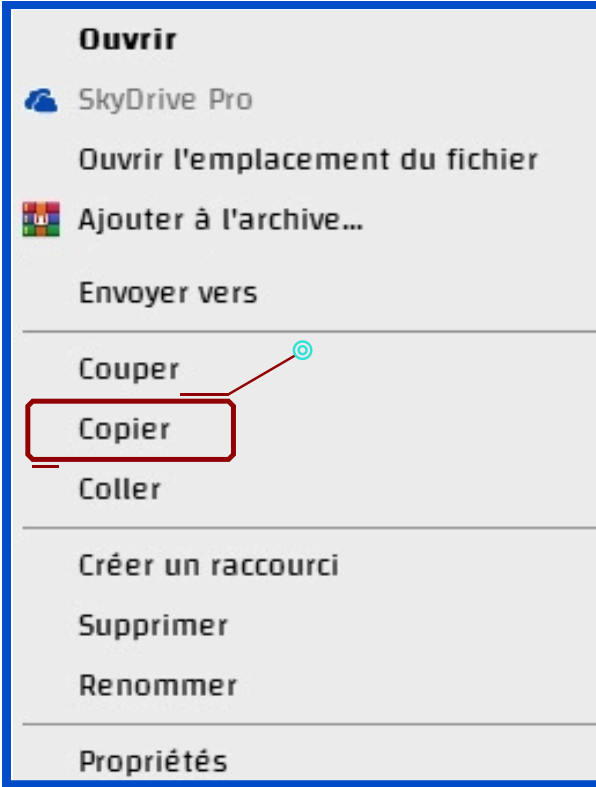 Ouvrir
SkyDrive Pro
Ouvrir l'emplacement du fichier
Ajouter à l'archive...
Envoyer vers
Couper
Copier
Coller
Créer un raccourci
Supprimer
Renommer
Propriétés